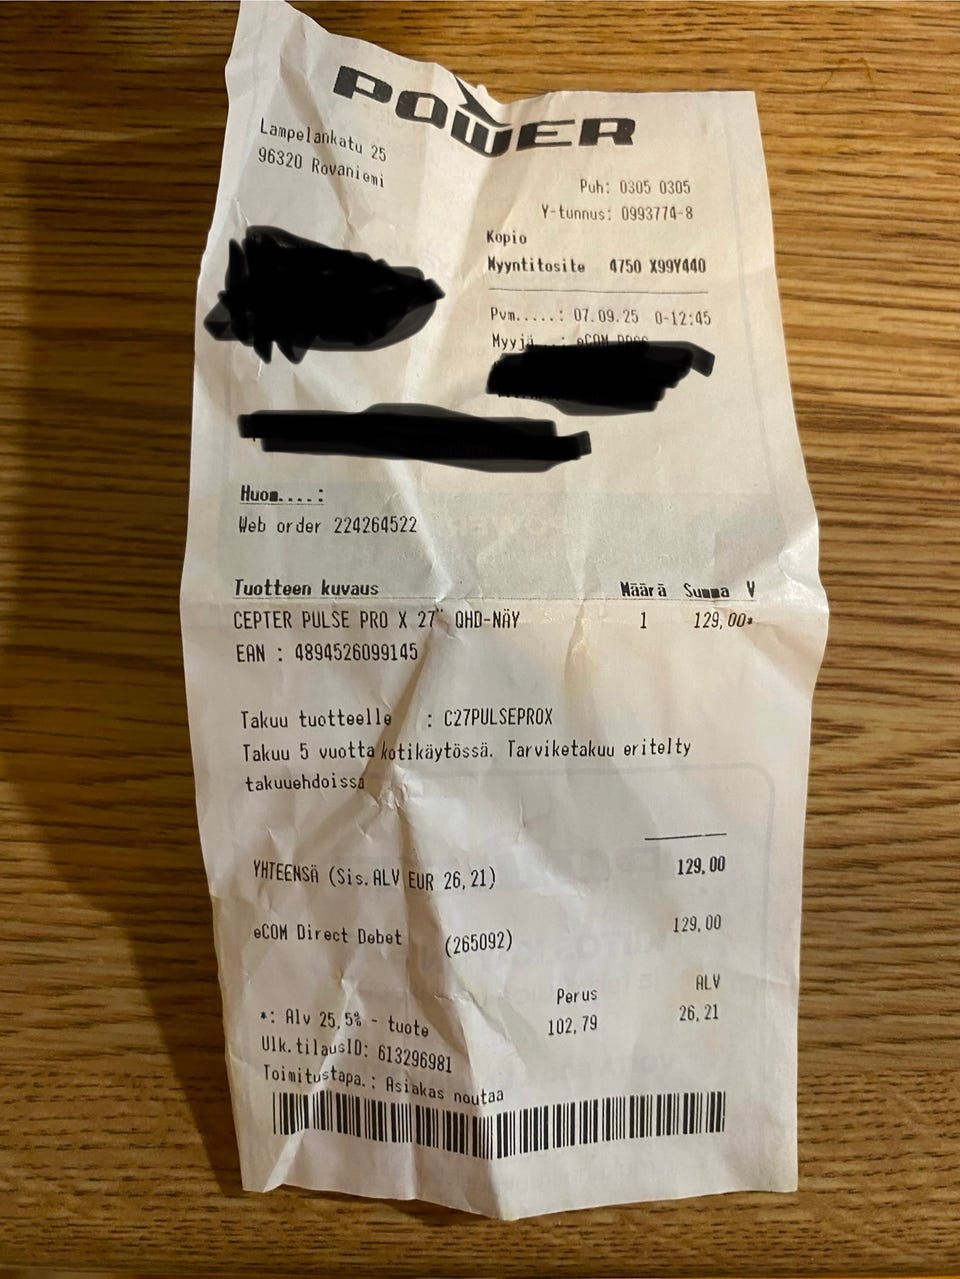 POWER
Lampelankatu 25
96320 Rovaniemi
Puh: 0305 0305
Y-tunnus: 0993774-8
Kopio
Myyntitosite 4750 X99Y440
Pvm.....: 07.09.25 0-12:45
Myyjä...: eCOM
Huom....:
Web order 224264522
Tuotteen kuvaus Määrä Summa V
CEPTER PULSE PRO X 27" QHD-NÄY 1 129,00*
EAN : 4894526099145
Takuu tuotteelle : C27PULSEPROX
Takuu 5 vuotta kotikäytössä. Tarviketakuu eritelty
takuuehdoissa
YHTEENSÄ (Sis.ALV EUR 26,21) 129,00
eCOM Direct Debet (265092) 129,00
Perus ALV
*: Alv 25,5% - tuote 102,79 26,21
Ulk.tilausID: 613296981
Toimitustapa.: Asiakas noutaa